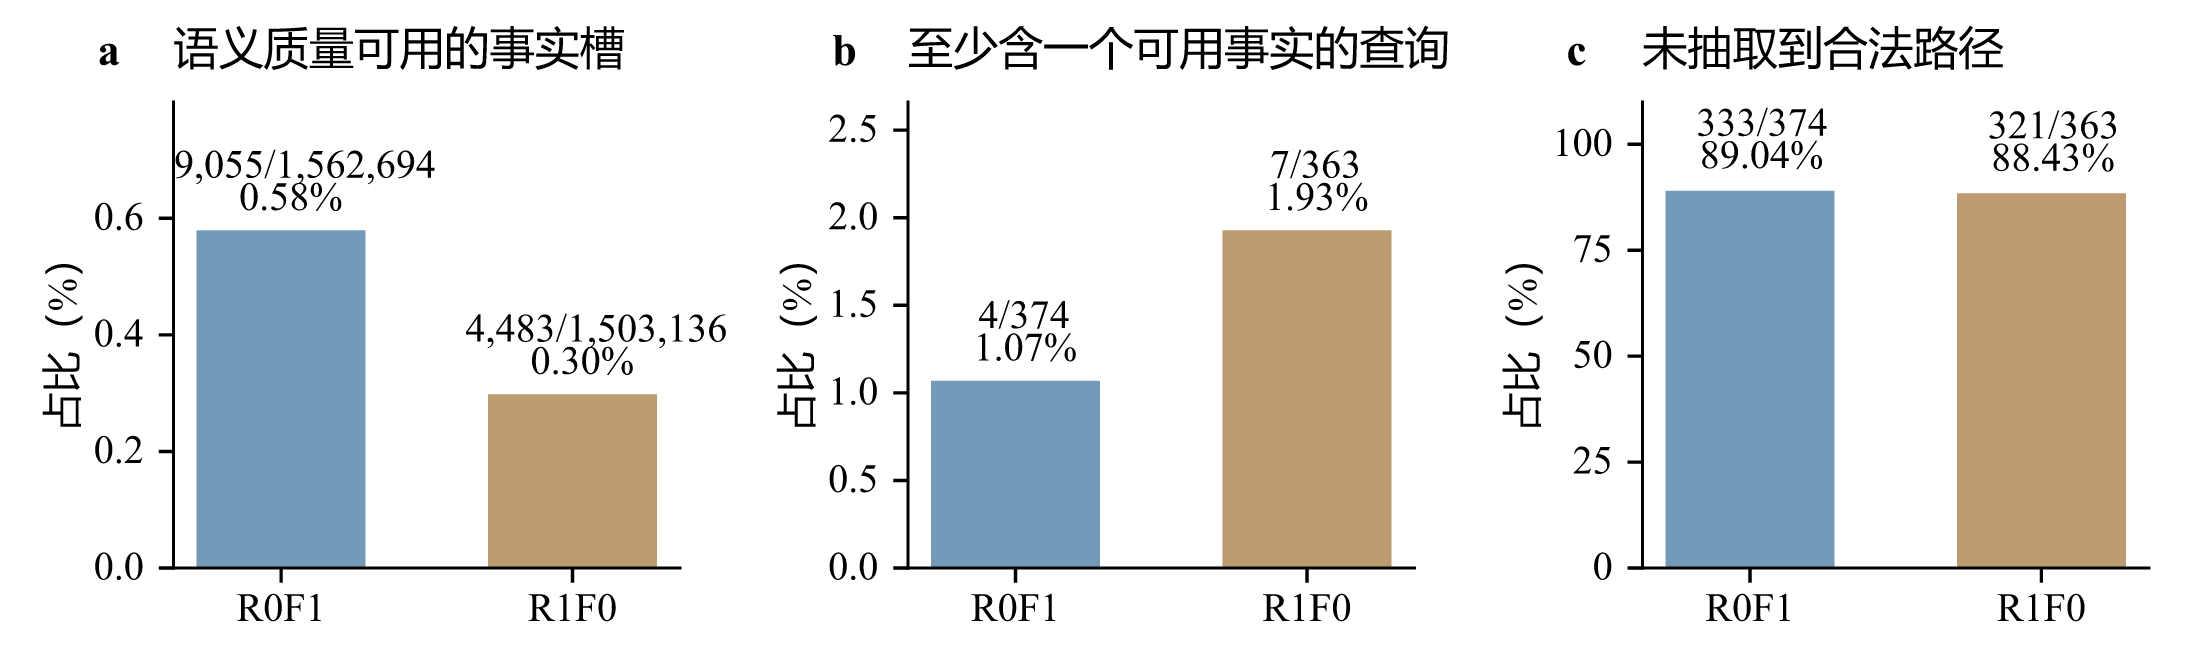 a 语义质量可用的事实槽
占比 (%)
0.6
0.4
0.2
0.0
9,055/1,562,694
0.58%
4,483/1,503,136
0.30%
R0F1
R1F0
b 至少含一个可用事实的查询
占比 (%)
2.5
2.0
1.5
1.0
0.5
0.0
4/374
1.07%
7/363
1.93%
R0F1
R1F0
c 未抽取到合法路径
占比 (%)
100
75
50
25
0
333/374
89.04%
321/363
88.43%
R0F1
R1F0